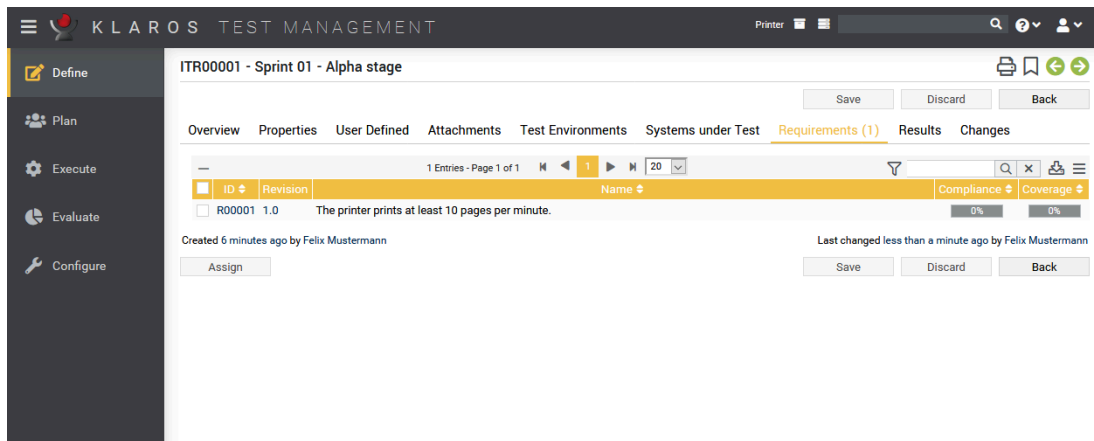 KLAROS TEST MANAGEMENT
Printer
Define
Plan
Execute
Evaluate
Configure
ITR00001 - Sprint 01 - Alpha stage
Save Discard Back
Overview Properties User Defined Attachments Test Environments Systems under Test Requirements (1) Results Changes
1 Entries - Page 1 of 1 1 20
ID Revision Name Compliance Coverage
R00001 1.0 The printer prints at least 10 pages per minute. 0% 0%
Created 6 minutes ago by Felix Mustermann Last changed less than a minute ago by Felix Mustermann
Assign Save Discard Back